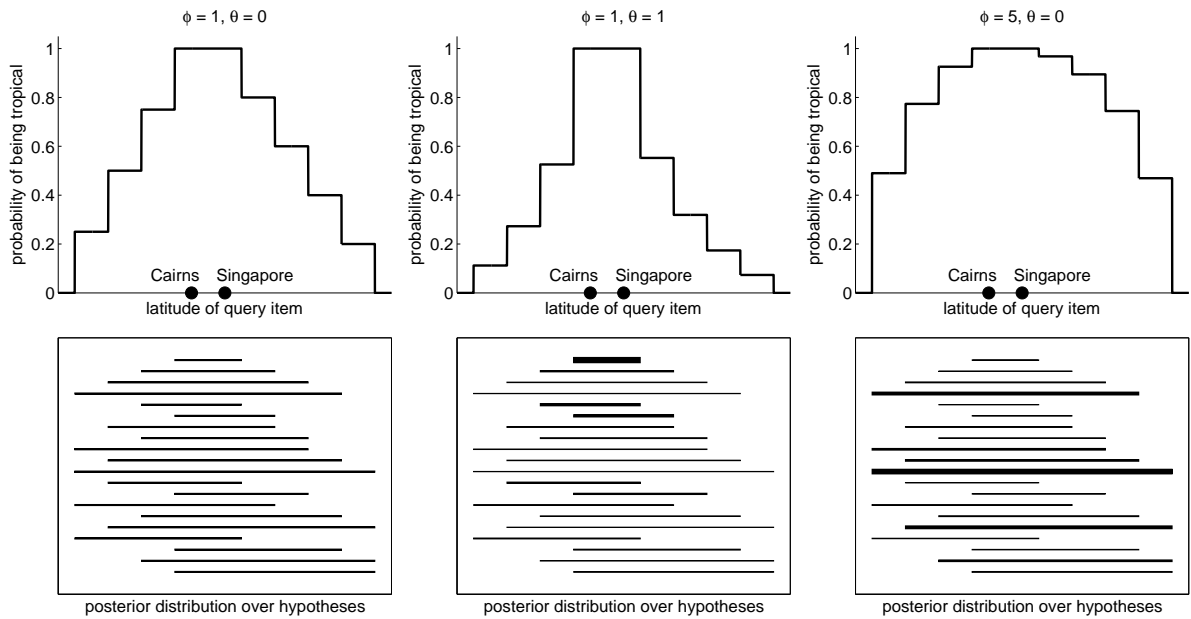 ϕ = 1, θ = 0
probability of being tropical
1
0.8
0.6
0.4
0.2
0
Cairns Singapore
latitude of query item
posterior distribution over hypotheses
ϕ = 1, θ = 1
probability of being tropical
1
0.8
0.6
0.4
0.2
0
Cairns Singapore
latitude of query item
posterior distribution over hypotheses
ϕ = 5, θ = 0
probability of being tropical
1
0.8
0.6
0.4
0.2
0
Cairns Singapore
latitude of query item
posterior distribution over hypotheses